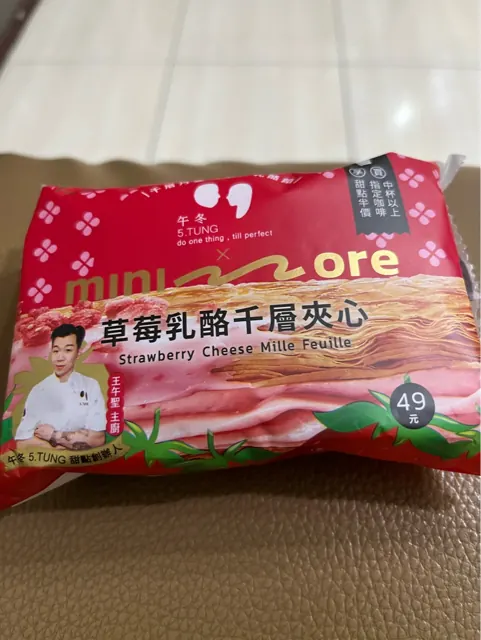 買
中杯以上
指定咖啡
享
甜點半價
午冬
5.TUNG
do one thing , till perfect
×
mini more
草莓乳酪千層夾心
Strawberry Cheese Mille Feuille
王午聖 主廚
49
元
午冬 5.TUNG 甜點創辦人